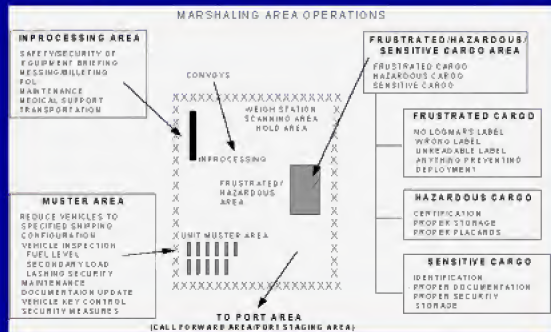 MARSHALING AREA OPERATIONS
INPROCESSING AREA
SAFETY/SECURITY OF
EQUIPMENT BRIEFING
MESSING/BILLETING
POL
MAINTENANCE
MEDICAL SUPPORT
TRANSPORTATION
CONVOYS
WEIGH STATION
SCANNING AREA
HOLD AREA
INPROCESSING
FRUSTRATED/
HAZARDOUS
AREA
UNIT MUSTER AREA
MUSTER AREA
REDUCE VEHICLES TO
SPECIFIED SHIPPING
CONFIGURATION
VEHICLE INSPECTION
FUEL LEVEL
SECONDARY LOAD
LASHING SECURITY
MAINTENANCE
DOCUMENTAION UPDATE
VEHICLE KEY CONTROL
SECURITY MEASURES
TO PORT AREA
(CALL FORWARD AREA/PORT STAGING AREA)
FRUSTRATED/HAZARDOUS/
SENSITIVE CARGO AREA
FRUSTRATED CARGO
HAZARDOUS CARGO
SENSITIVE CARGO
FRUSTRATED CARGO
NO LOGMARS LABEL
WRONG LABEL
UNREADABLE LABEL
ANYTHING PREVENTING
DEPLOYMENT
HAZARDOUS CARGO
CERTIFICATION
PROPER STORAGE
PROPER PLACARDS
SENSITIVE CARGO
IDENTIFICATION
PROPER DOCUMENTATION
PROPER SECURITY
STORAGE